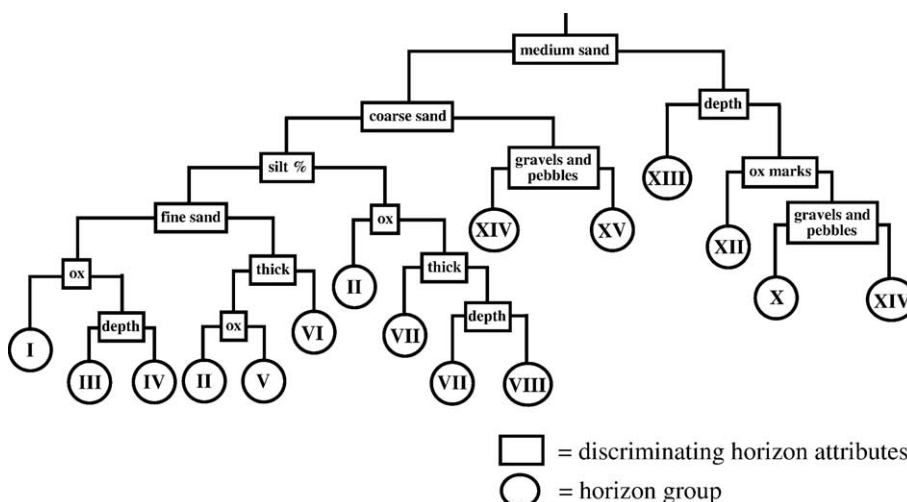 medium sand
depth
coarse sand
silt %
gravels and
pebbles
XIII
ox marks
fine sand
ox
XIV
XV
XII
gravels and
pebbles
ox
thick
II
thick
X
XIV
I
depth
ox
VI
VII
depth
III
IV
II
V
VII
VIII
= discriminating horizon attributes
= horizon group